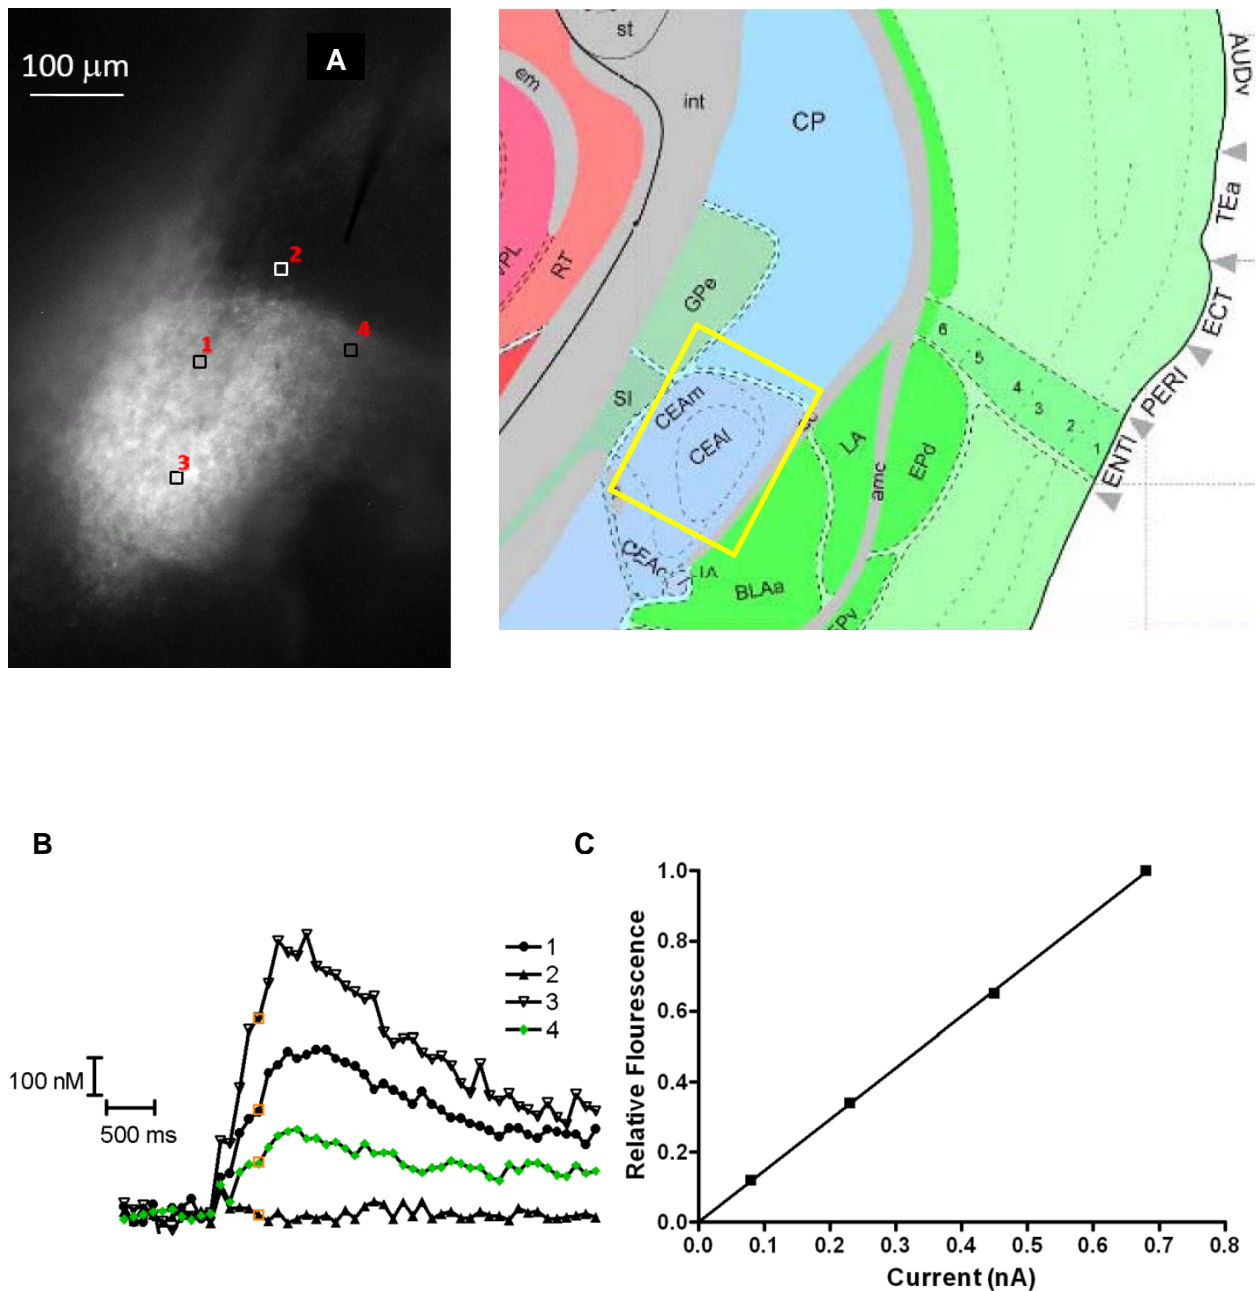 A
100 µm
2
4
1
3
st
em
int
CP
AUDv
TEa
ECT
PERI
ENTI
VPL
RT
GPe
SI
CEAm
CEAl
LA
amc
EPd
6
5
4
3
2
1
IA
BLAa
B
C
1
2
3
4
100 nM
500 ms
Relative Flourescence
1.0
0.8
0.6
0.4
0.2
0.0
0.0 0.1 0.2 0.3 0.4 0.5 0.6 0.7 0.8
Current (nA)